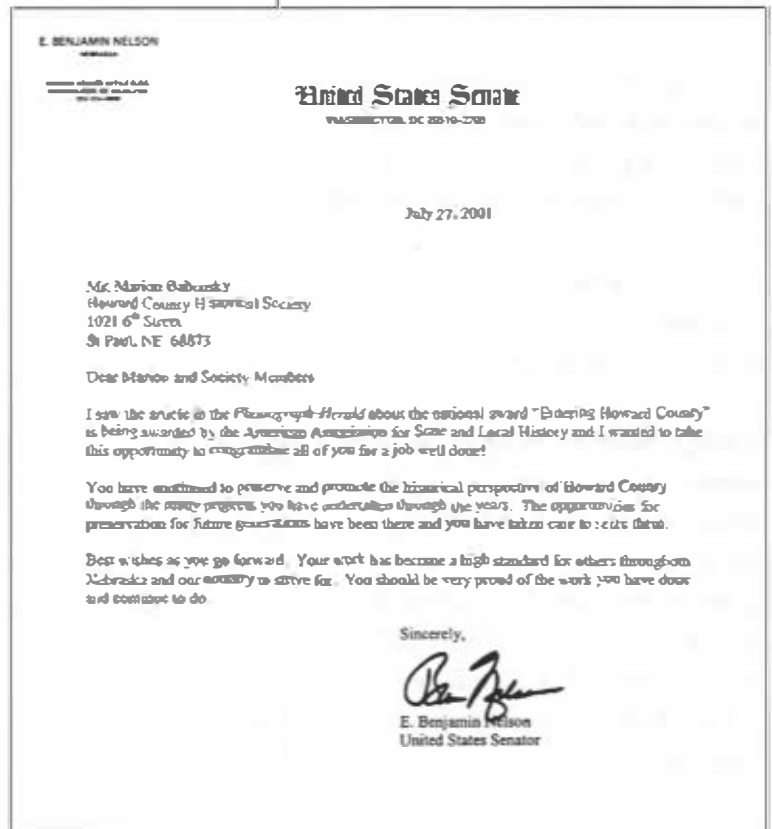 E. BENJAMIN NELSON
NEBRASKA
United States Senate
WASHINGTON, DC
July 27, 2001
Mr. Marion
Howard County Historical Society
1021 6th Street
St Paul, NE 68873
Dear Marion and Society Members
I saw the article in the Phonograph-Herald about the national award "Entering Howard County"
is being awarded by the American Association for State and Local History and I wanted to take
this opportunity to congratulate all of you for a job well done!
You have continued to preserve and promote the historical perspective of Howard County
through the many projects you have undertaken through the years. The opportunities for
preservation for future generations have been there and you have taken care to seize them.
Best wishes as you go forward. Your work has become a high standard for others throughout
Nebraska and our country to strive for. You should be very proud of the work you have done
and continue to do
Sincerely,
Ben Nelson
E. Benjamin Nelson
United States Senator